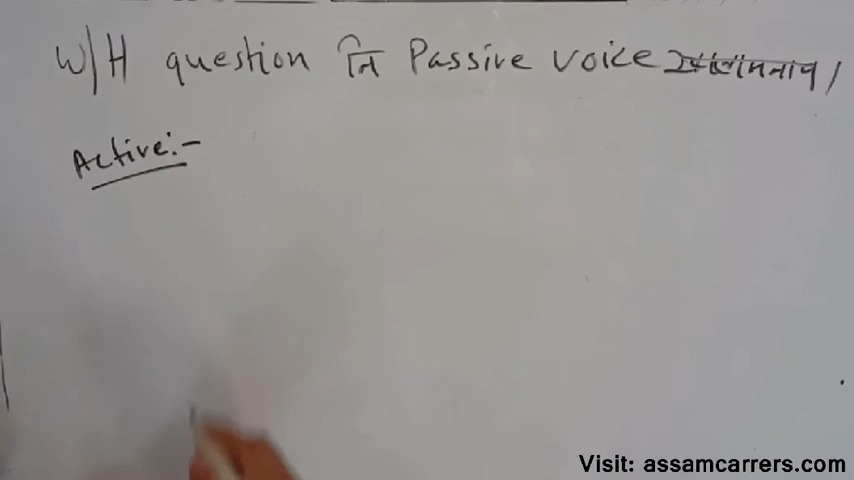 W/H question नि Passive voice
Active:-
Visit: assamcarrers.com